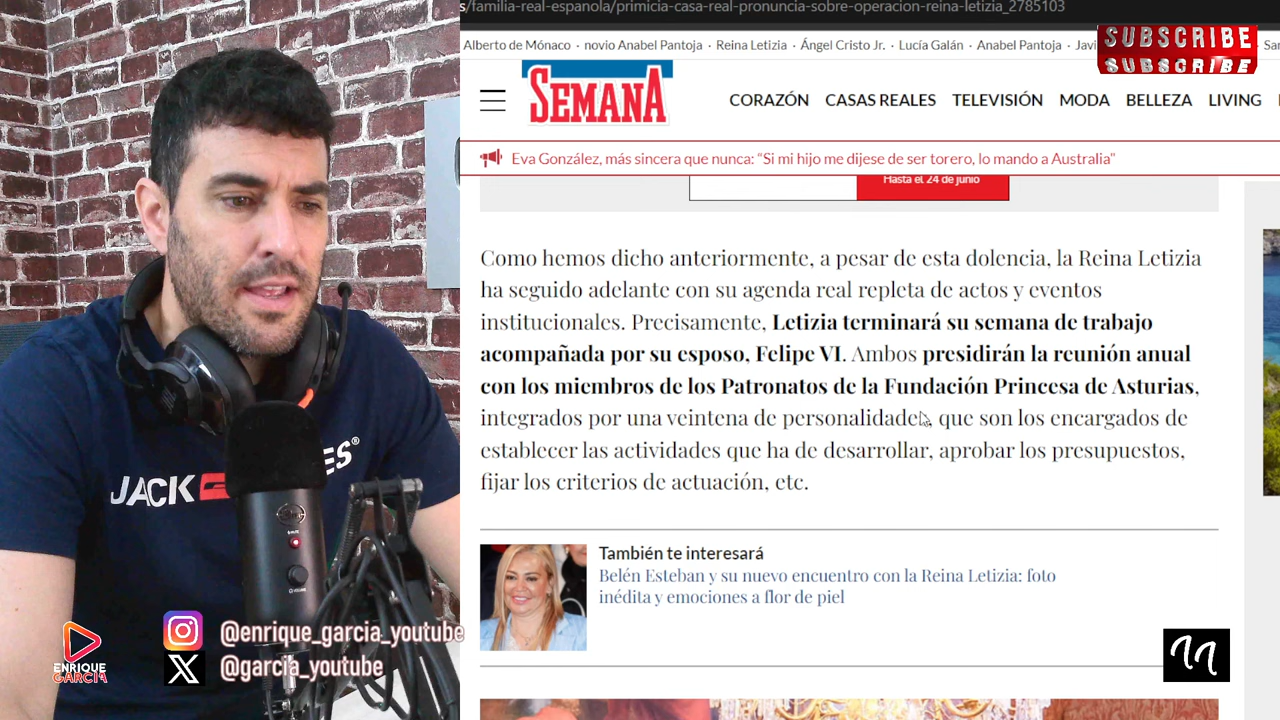 s/familia-real-espanola/primicia-casa-real-pronuncia-sobre-operacion-reina-letizia_2785103
Alberto de Mónaco · novio Anabel Pantoja · Reina Letizia · Ángel Cristo Jr. · Lucía Galán · Anabel Pantoja
SUBSCRIBE
SUBSCRIBE
SEMANA
CORAZÓN CASAS REALES TELEVISIÓN MODA BELLEZA LIVING
Eva González, más sincera que nunca: “Si mi hijo me dijese de ser torero, lo mando a Australia"
Hasta el 24 de junio
Como hemos dicho anteriormente, a pesar de esta dolencia, la Reina Letizia
ha seguido adelante con su agenda real repleta de actos y eventos
institucionales. Precisamente, Letizia terminará su semana de trabajo
acompañada por su esposo, Felipe VI. Ambos presidirán la reunión anual
con los miembros de los Patronatos de la Fundación Princesa de Asturias,
integrados por una veintena de personalidades, que son los encargados de
establecer las actividades que ha de desarrollar, aprobar los presupuestos,
fijar los criterios de actuación, etc.
También te interesará
Belén Esteban y su nuevo encuentro con la Reina Letizia: foto
inédita y emociones a flor de piel
JACK
ES®
@enrique_garcia_youtube
@garcia_youtube
ENRIQUE
GARCIA